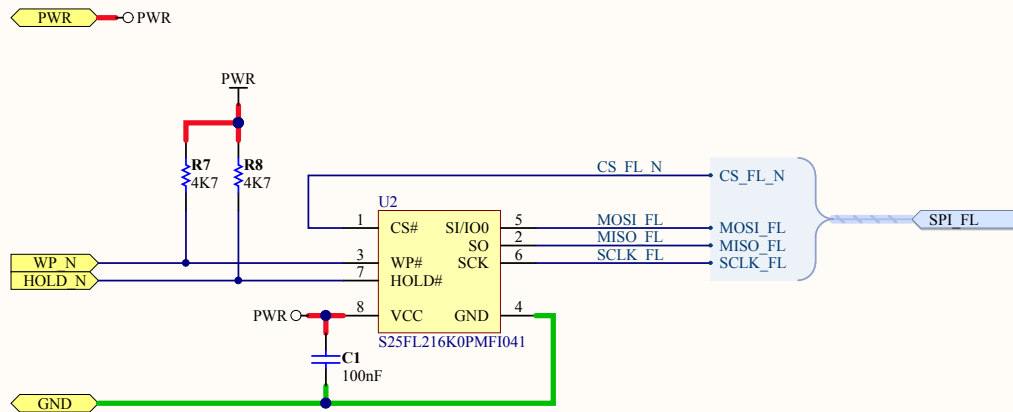 PWR PWR
PWR
R7 R8
4K7 4K7
CS_FL_N CS_FL_N
U2
1 CS# SI/IO0 5 MOSI_FL MOSI_FL SPI_FL
SO 2 MISO_FL MISO_FL
WP_N 3 WP# SCK 6 SCLK_FL SCLK_FL
HOLD_N 7 HOLD#
PWR 8 VCC GND 4
S25FL216K0PMFI041
C1
100nF
GND